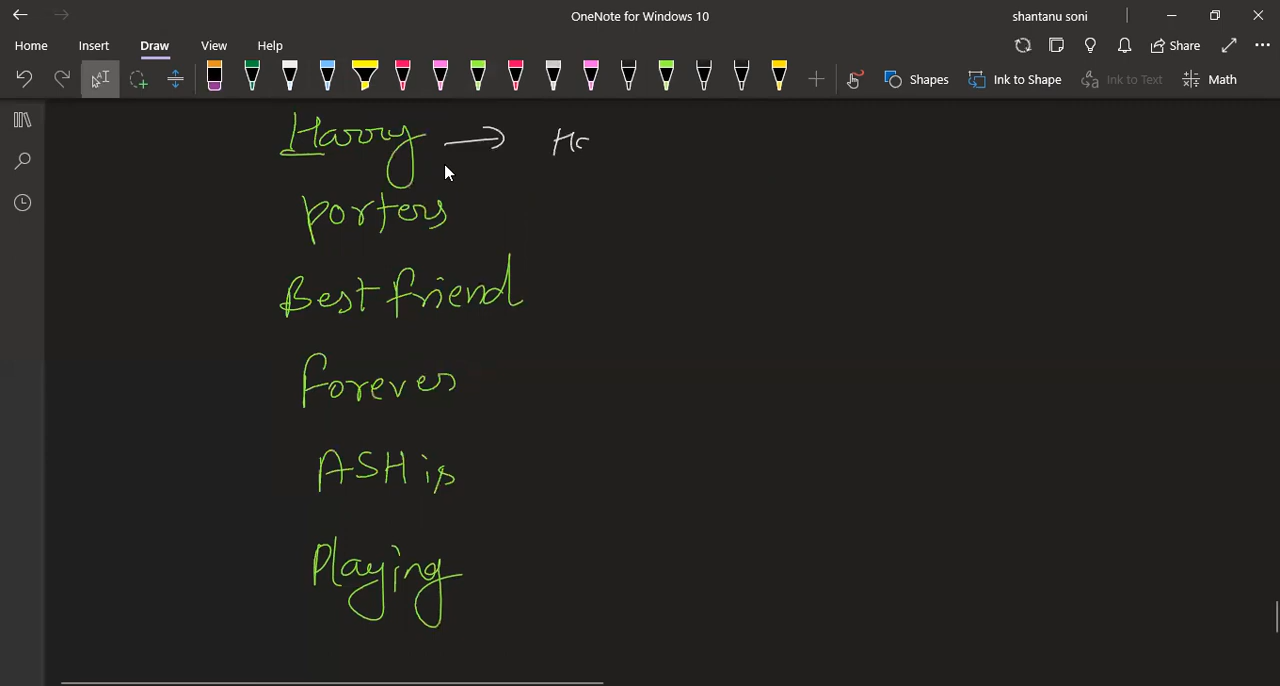 OneNote for Windows 10
shantanu soni
Home Insert Draw View Help
Share
Shapes Ink to Shape Ink to Text Math
Harry → Hc
porters
Best friend
forever
ASH is
Playing